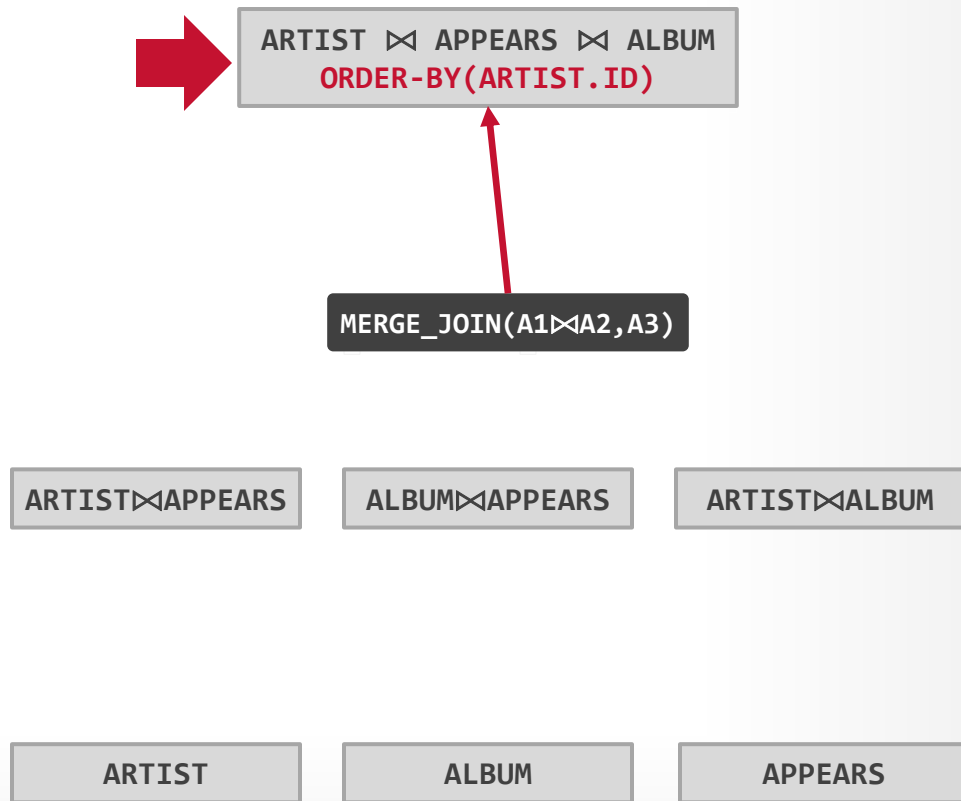 ARTIST ⨝ APPEARS ⨝ ALBUM
ORDER-BY(ARTIST.ID)
MERGE_JOIN(A1⨝A2,A3)
ARTIST⨝APPEARS
ALBUM⨝APPEARS
ARTIST⨝ALBUM
ARTIST
ALBUM
APPEARS